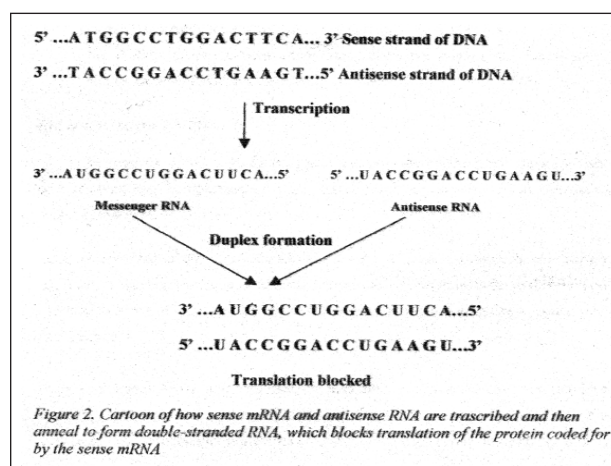 5' ...A T G G C C T G G A C T T C A... 3' Sense strand of DNA
3' ...T A C C G G A C C T G A A G T...5' Antisense strand of DNA
Transcription
3' ...A U G G C C U G G A C U U C A...5' 5' ...U A C C G G A C C U G A A G U...3'
Messenger RNA Antisense RNA
Duplex formation
3' ...A U G G C C U G G A C U U C A...5'
5' ...U A C C G G A C C U G A A G U...3'
Translation blocked
Figure 2. Cartoon of how sense mRNA and antisense RNA are trascribed and then
anneal to form double-stranded RNA, which blocks translation of the protein coded for
by the sense mRNA